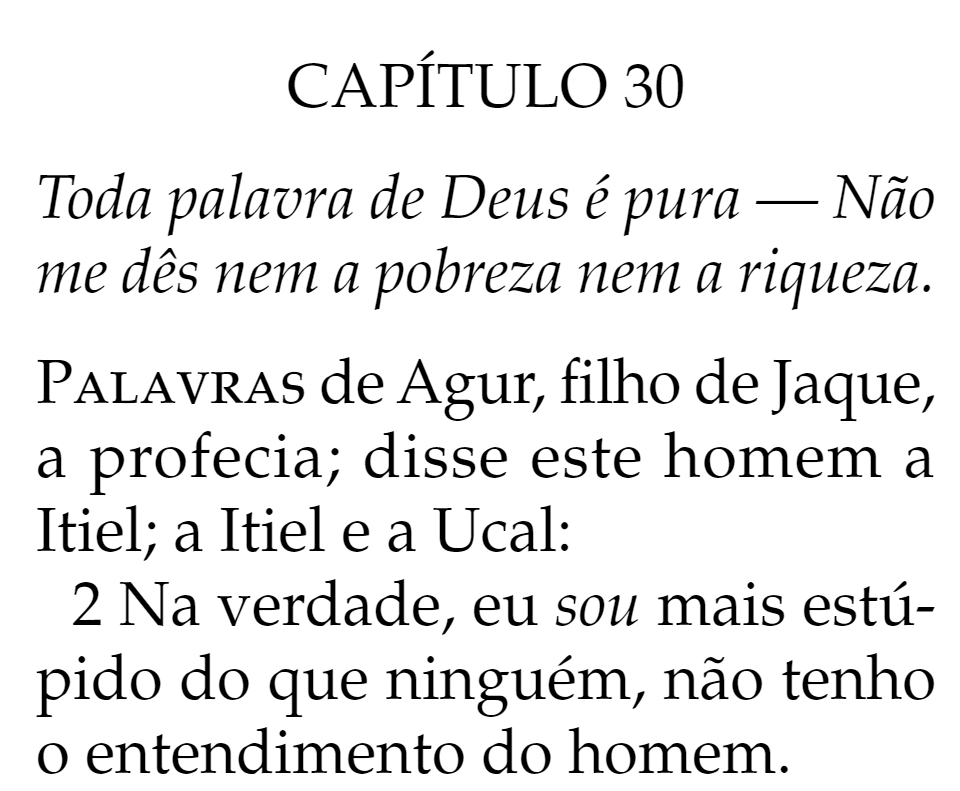 CAPÍTULO 30
Toda palavra de Deus é pura — Não
me dês nem a pobreza nem a riqueza.
PALAVRAS de Agur, filho de Jaque,
a profecia; disse este homem a
Itiel; a Itiel e a Ucal:
2 Na verdade, eu sou mais estú-
pido do que ninguém, não tenho
o entendimento do homem.